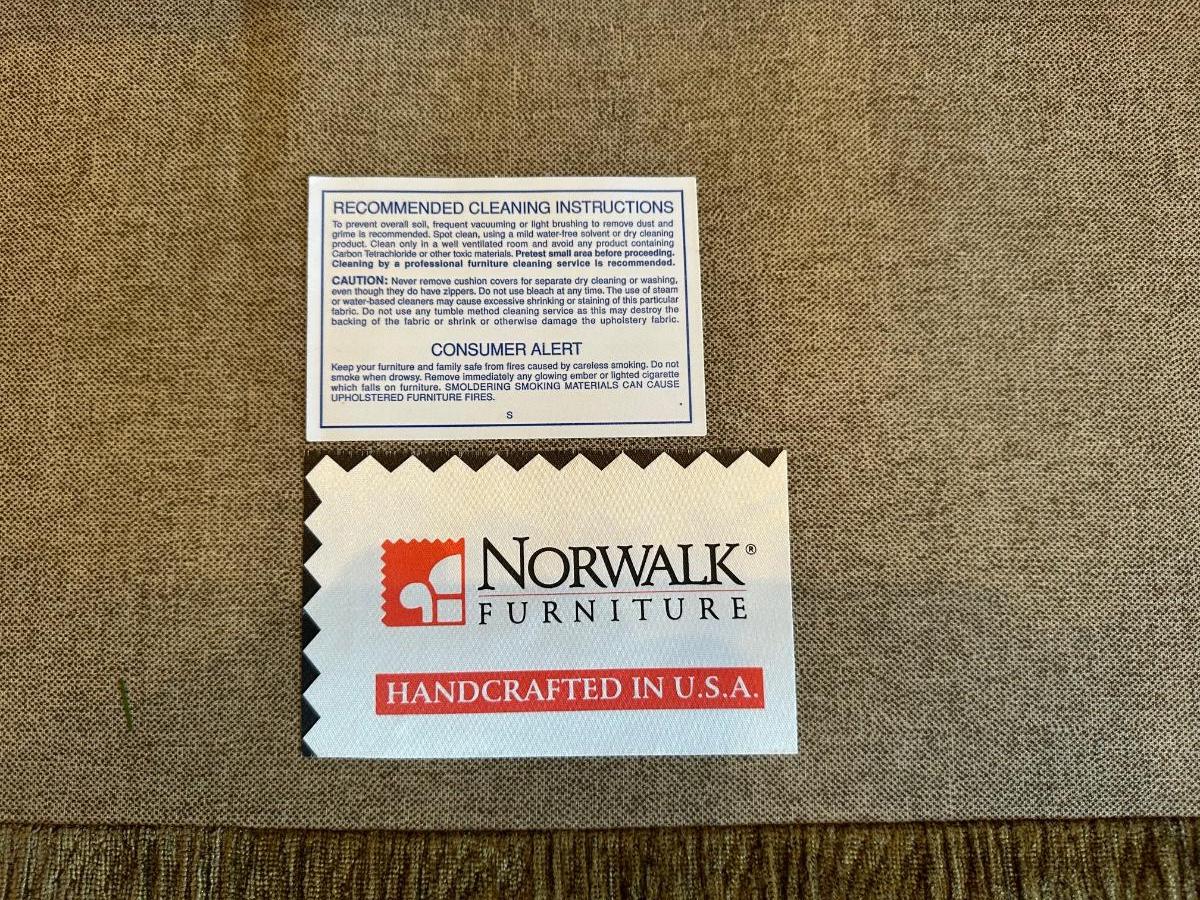 RECOMMENDED CLEANING INSTRUCTIONS
To prevent overall soil, frequent vacuuming or light brushing to remove dust and
grime is recommended. Spot clean, using a mild water-free solvent or dry cleaning
product. Clean only in a well ventilated room and avoid any product containing
Carbon Tetrachloride or other toxic materials. Pretest small area before proceeding.
Cleaning by a professional furniture cleaning service is recommended.
CAUTION: Never remove cushion covers for separate dry cleaning or washing,
even though they do have zippers. Do not use bleach at any time. The use of steam
or water-based cleaners may cause excessive shrinking or staining of this particular
fabric. Do not use any tumble method cleaning service as this may destroy the
backing of the fabric or shrink or otherwise damage the upholstery fabric.
CONSUMER ALERT
Keep your furniture and family safe from fires caused by careless smoking. Do not
smoke when drowsy. Remove immediately any glowing ember or lighted cigarette
which falls on furniture. SMOLDERING SMOKING MATERIALS CAN CAUSE
UPHOLSTERED FURNITURE FIRES.
S
NORWALK®
FURNITURE
HANDCRAFTED IN U.S.A.